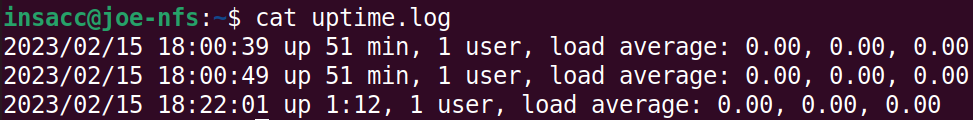 insacc@joe-nfs:~$ cat uptime.log
2023/02/15 18:00:39 up 51 min, 1 user, load average: 0.00, 0.00, 0.00
2023/02/15 18:00:49 up 51 min, 1 user, load average: 0.00, 0.00, 0.00
2023/02/15 18:22:01 up 1:12, 1 user, load average: 0.00, 0.00, 0.00